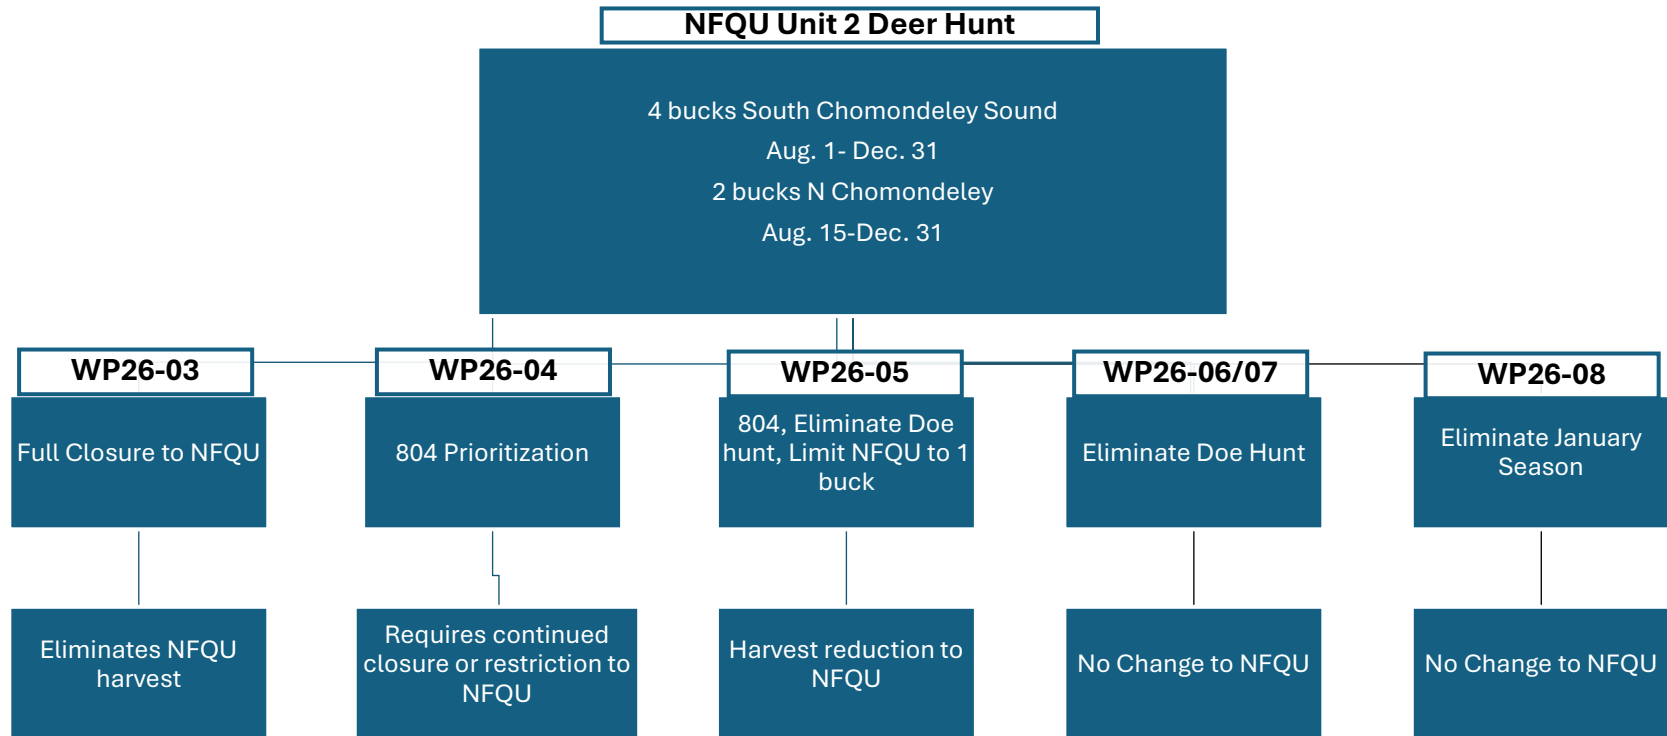 NFQU Unit 2 Deer Hunt
4 bucks South Chomondeley Sound
Aug. 1- Dec. 31
2 bucks N Chomondeley
Aug. 15-Dec. 31
WP26-03
Full Closure to NFQU
Eliminates NFQU
harvest
WP26-04
804 Prioritization
Requires continued
closure or restriction to
NFQU
WP26-05
804, Eliminate Doe
hunt, Limit NFQU to 1
buck
Harvest reduction to
NFQU
WP26-06/07
Eliminate Doe Hunt
No Change to NFQU
WP26-08
Eliminate January
Season
No Change to NFQU